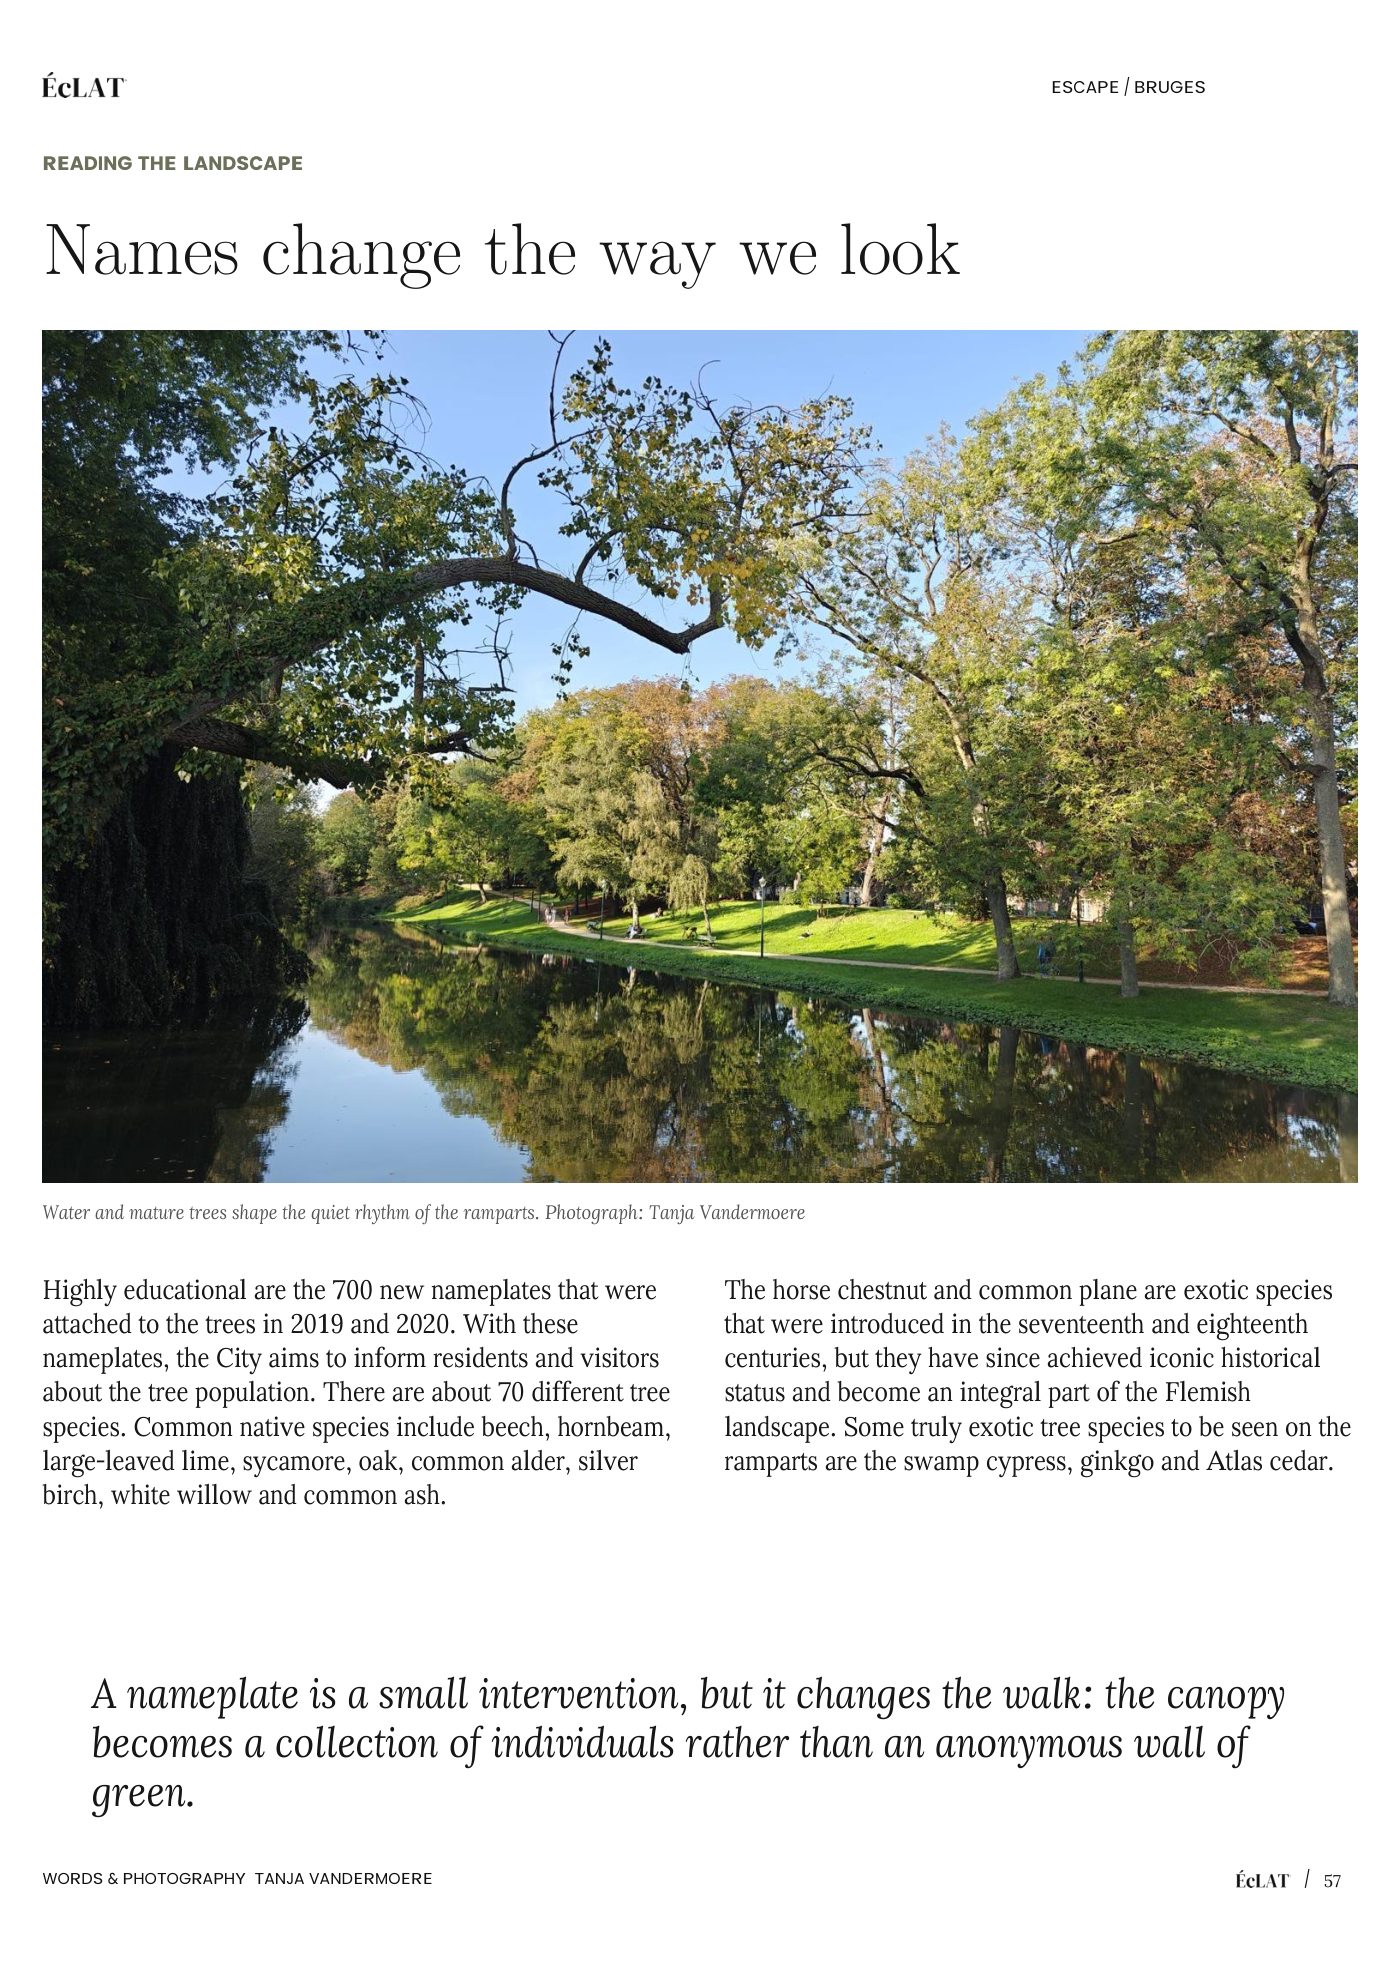 ÉcLAT
ESCAPE / BRUGES
READING THE LANDSCAPE
Names change the way we look
Water and mature trees shape the quiet rhythm of the ramparts. Photograph: Tanja Vandermoere
Highly educational are the 700 new nameplates that were
attached to the trees in 2019 and 2020. With these
nameplates, the City aims to inform residents and visitors
about the tree population. There are about 70 different tree
species. Common native species include beech, hornbeam,
large-leaved lime, sycamore, oak, common alder, silver
birch, white willow and common ash.
The horse chestnut and common plane are exotic species
that were introduced in the seventeenth and eighteenth
centuries, but they have since achieved iconic historical
status and become an integral part of the Flemish
landscape. Some truly exotic tree species to be seen on the
ramparts are the swamp cypress, ginkgo and Atlas cedar.
A nameplate is a small intervention, but it changes the walk: the canopy
becomes a collection of individuals rather than an anonymous wall of
green.
WORDS & PHOTOGRAPHY TANJA VANDERMOERE
ÉcLAT / 57